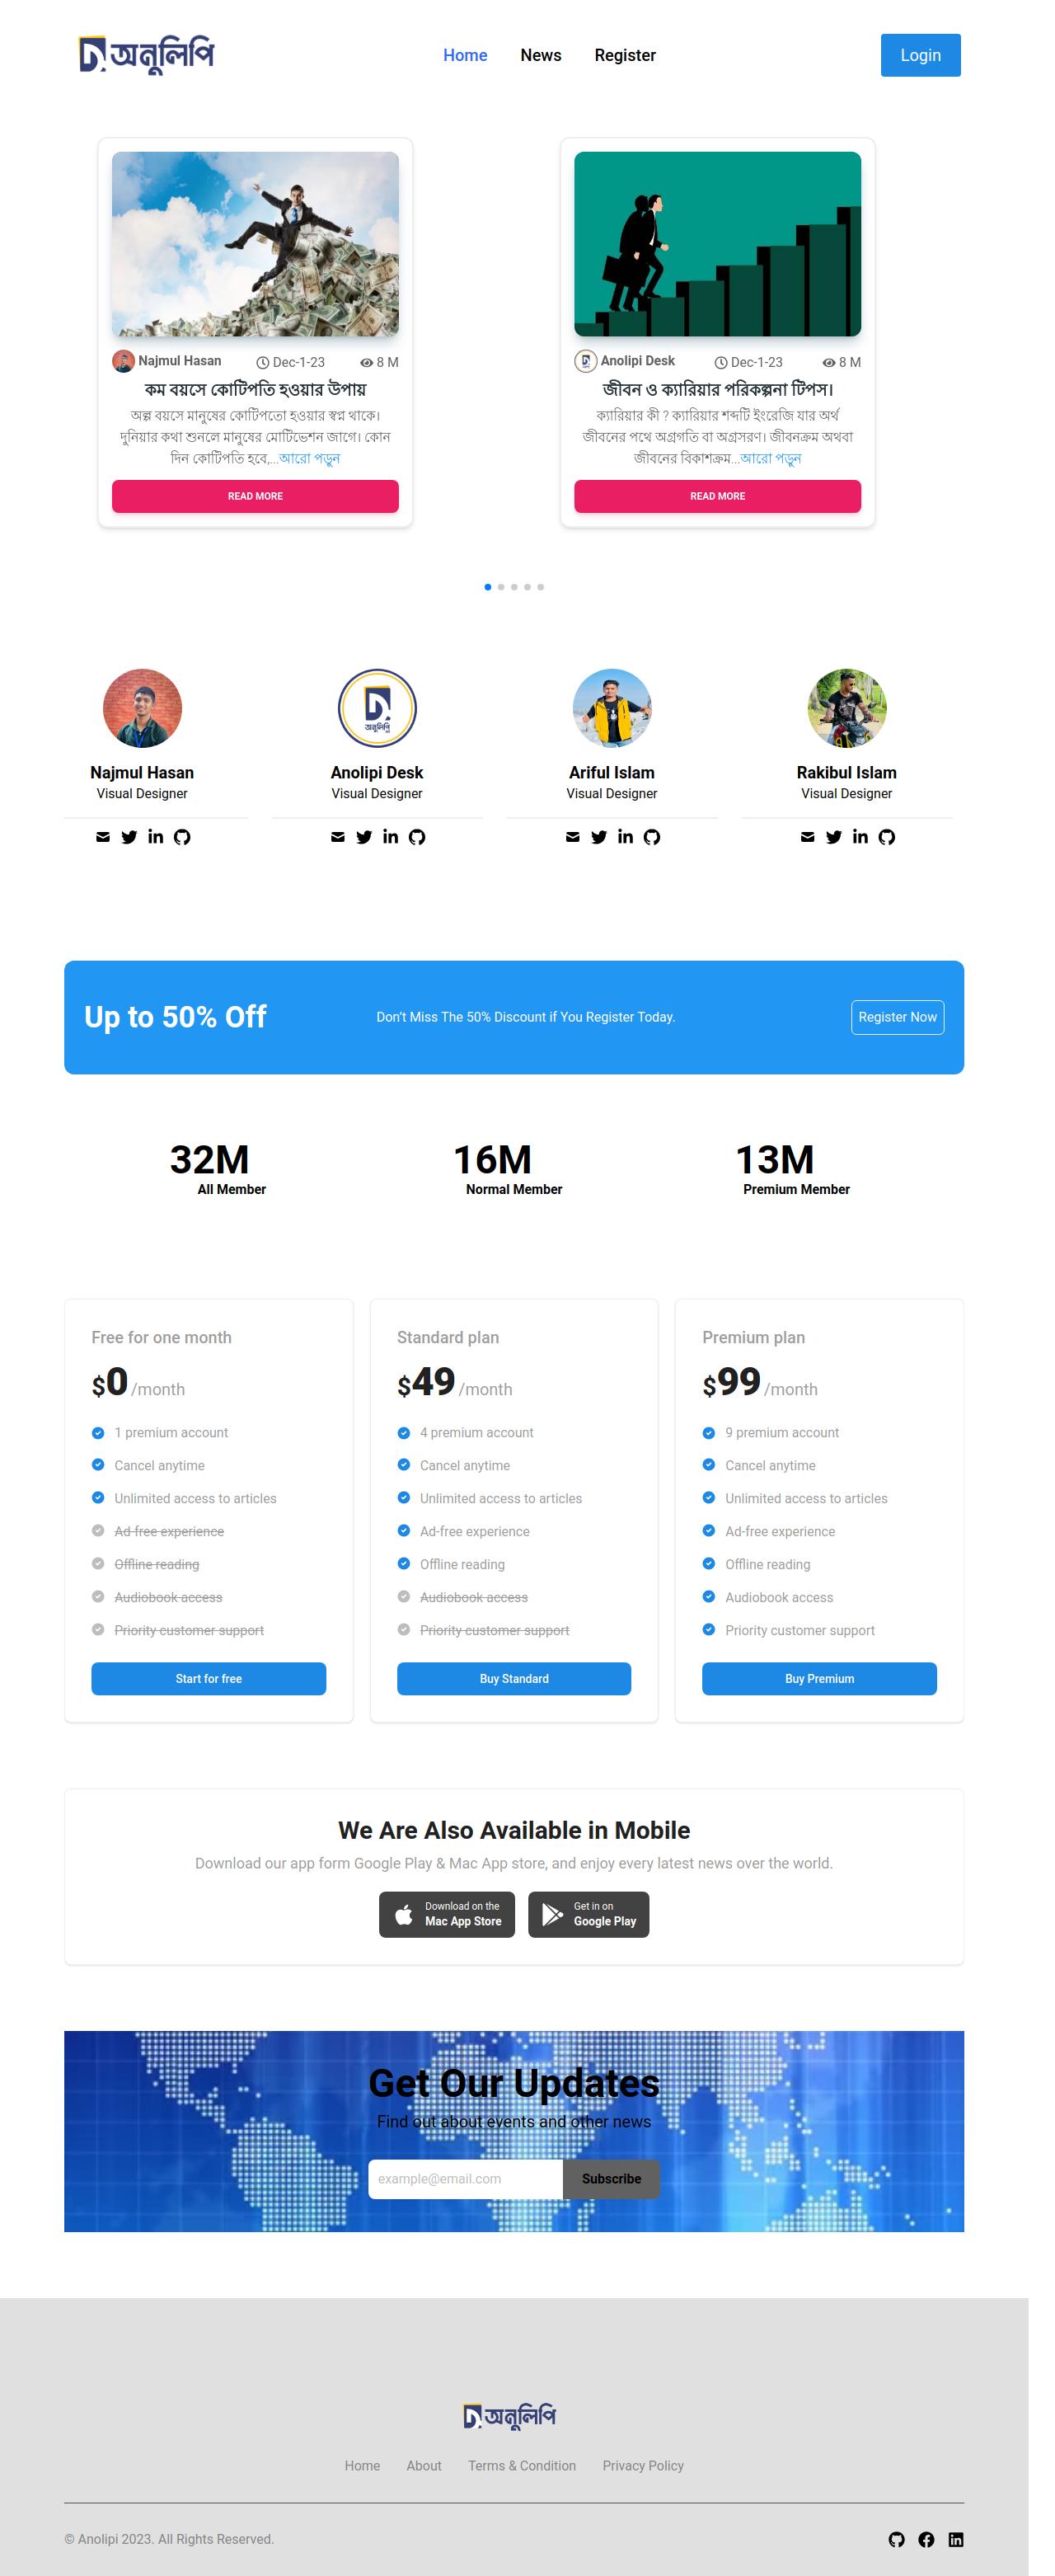 অনুলিপি
Home News Register Login
Najmul Hasan Dec-1-23 8 M
কম বয়সে কোটিপতি হওয়ার উপায়
অল্প বয়সে মানুষের কোটিপতো হওয়ার স্বপ্ন থাকে।
দুনিয়ার কথা শুনলে মানুষের মোটিভেশন জাগে। কোন
দিন কোটিপতি হবে,...আরো পড়ুন
READ MORE
Anolipi Desk Dec-1-23 8 M
জীবন ও ক্যারিয়ার পরিকল্পনা টিপস।
ক্যারিয়ার কী ? ক্যারিয়ার শব্দটি ইংরেজি যার অর্থ
জীবনের পথে অগ্রগতি বা অগ্রসরণ। জীবনক্রম অথবা
জীবনের বিকাশক্রম...আরো পড়ুন
READ MORE
Najmul Hasan
Visual Designer
অনুলিপি
Anolipi Desk
Visual Designer
Ariful Islam
Visual Designer
Rakibul Islam
Visual Designer
Up to 50% Off
Don't Miss The 50% Discount if You Register Today.
Register Now
32M
All Member
16M
Normal Member
13M
Premium Member
Free for one month
$0 /month
1 premium account
Cancel anytime
Unlimited access to articles
Ad-free experience
Offline reading
Audiobook access
Priority customer support
Start for free
Standard plan
$49 /month
4 premium account
Cancel anytime
Unlimited access to articles
Ad-free experience
Offline reading
Audiobook access
Priority customer support
Buy Standard
Premium plan
$99 /month
9 premium account
Cancel anytime
Unlimited access to articles
Ad-free experience
Offline reading
Audiobook access
Priority customer support
Buy Premium
We Are Also Available in Mobile
Download our app form Google Play & Mac App store, and enjoy every latest news over the world.
Download on the
Mac App Store
Get in on
Google Play
Get Our Updates
Find out about events and other news
example@email.com Subscribe
অনুলিপি
Home About Terms & Condition Privacy Policy
© Anolipi 2023. All Rights Reserved.